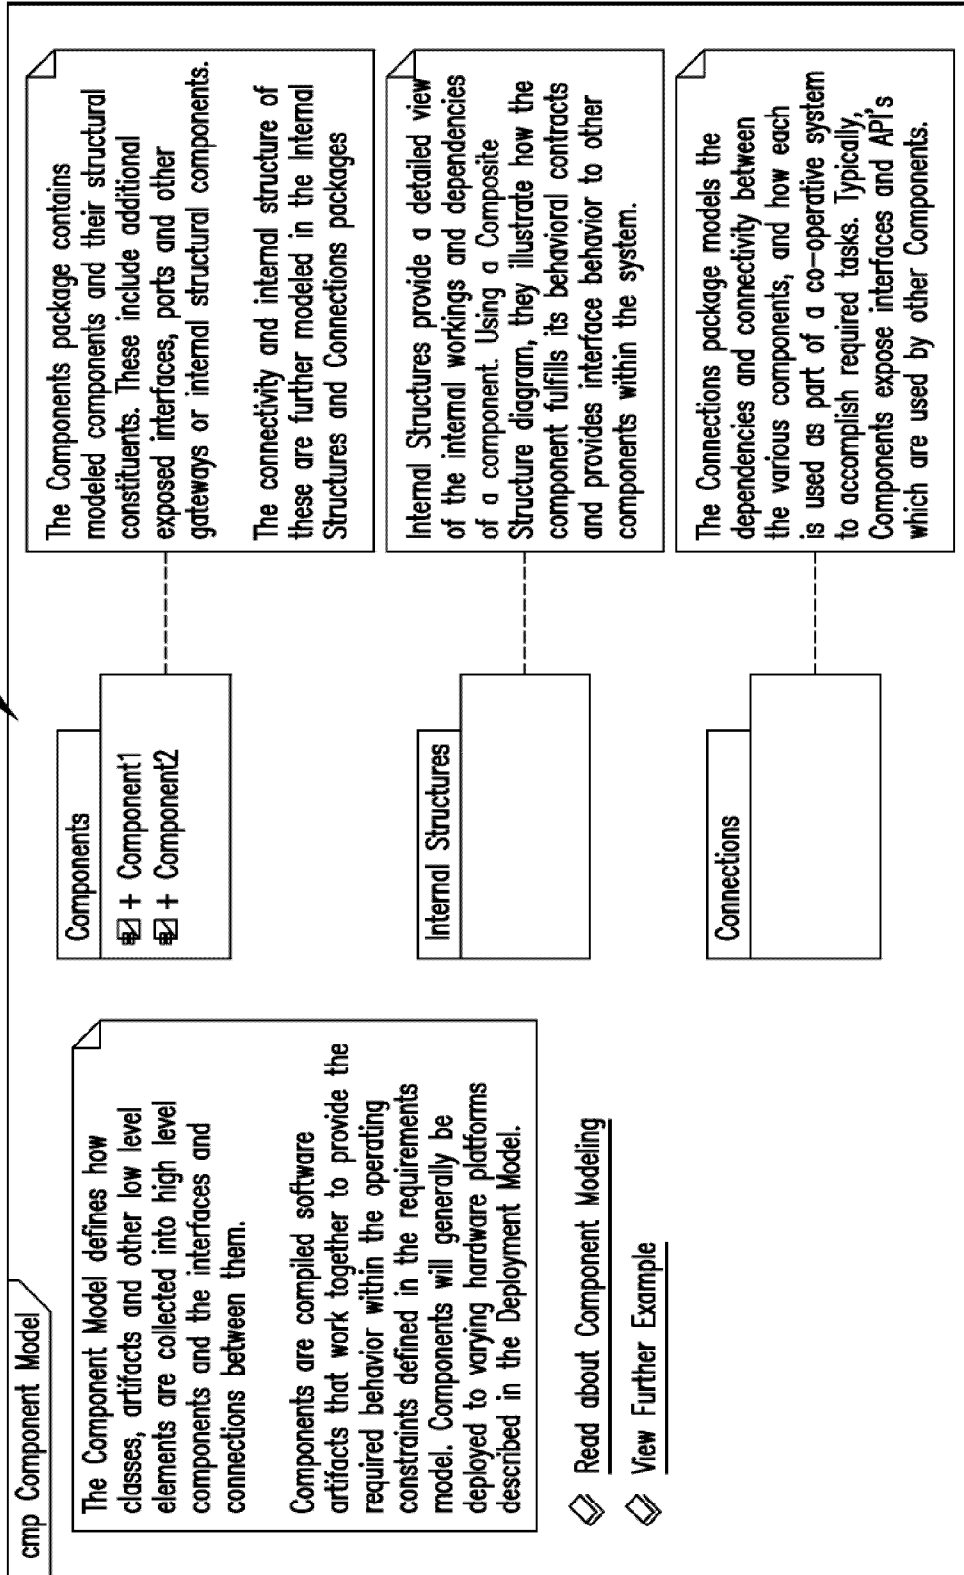 cmp Component Model
The Component Model defines how
classes, artifacts and other low level
elements are collected into high level
components and the interfaces and
connections between them.
Components are compiled software
artifacts that work together to provide the
required behavior within the operating
constraints defined in the requirements
model. Components will generally be
deployed to varying hardware platforms
described in the Deployment Model.
Read about Component Modeling
View Further Example
Components
+ Component1
+ Component2
Internal Structures
Connections
The Components package contains
modeled components and their structural
constituents. These include additional
exposed interfaces, ports and other
gateways or internal structural components.
The connectivity and internal structure of
these are further modeled in the Internal
Structures and Connections packages
Internal Structures provide a detailed view
of the internal workings and dependencies
of a component. Using a Composite
Structure diagram, they illustrate how the
component fulfills its behavioral contracts
and provides interface behavior to other
components within the system.
The Connections package models the
dependencies and connectivity between
the various components, and how each
is used as part of a co-operative system
to accomplish required tasks. Typically,
Components expose interfaces and API's
which are used by other Components.